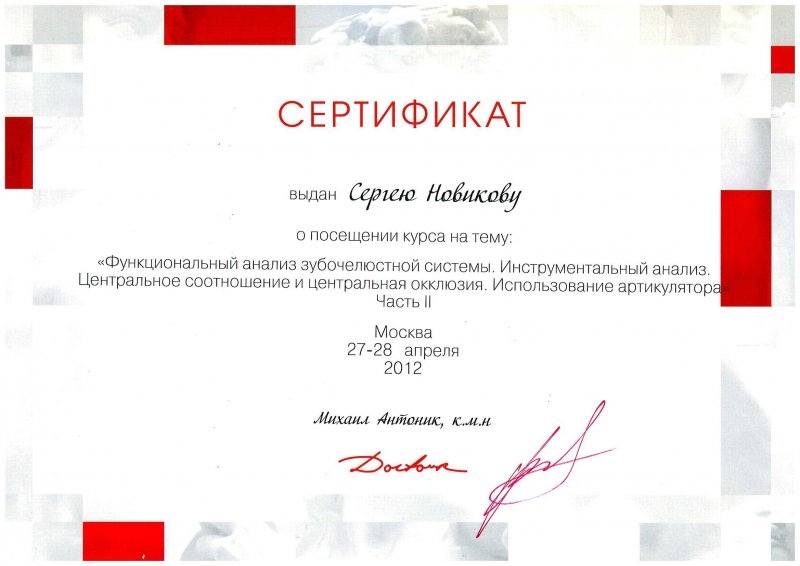 СЕРТИФИКАТ
выдан Сергею Новикову
о посещении курса на тему:
«Функциональный анализ зубочелюстной системы. Инструментальный анализ.
Центральное соотношение и центральная окклюзия. Использование артикулятора»
Часть II
Москва
27-28 апреля
2012
Михаил Антоник, к.м.н